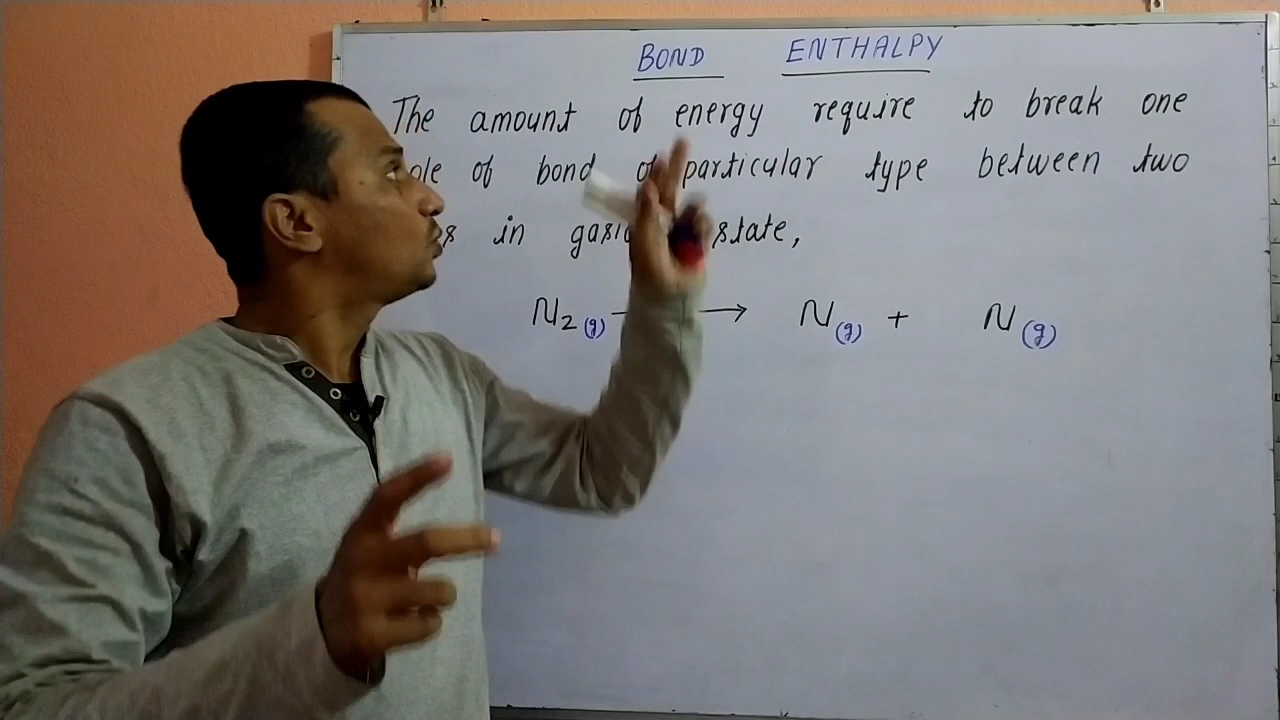 BOND ENTHALPY
The amount of energy require to break one
of bond particular type between two
in state,
N₂(g) → N(g) + N(g)